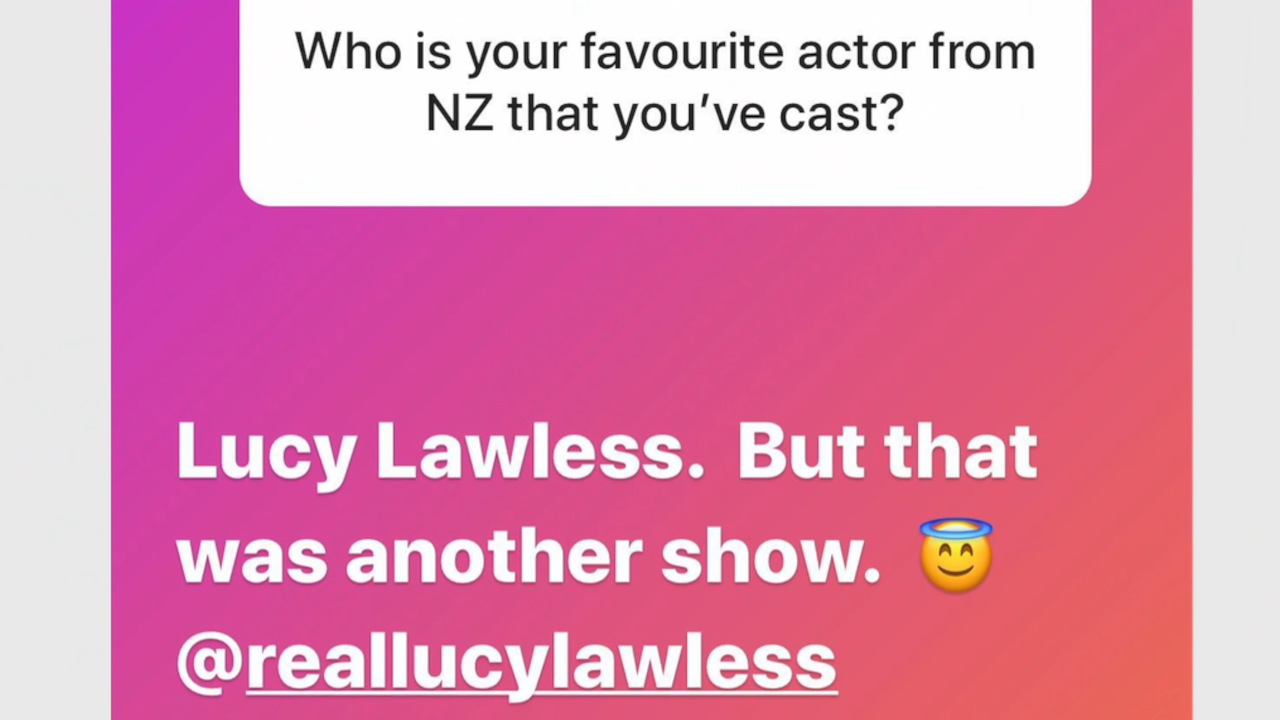 Who is your favourite actor from
NZ that you’ve cast?
Lucy Lawless. But that
was another show. 😇
@reallucylawless